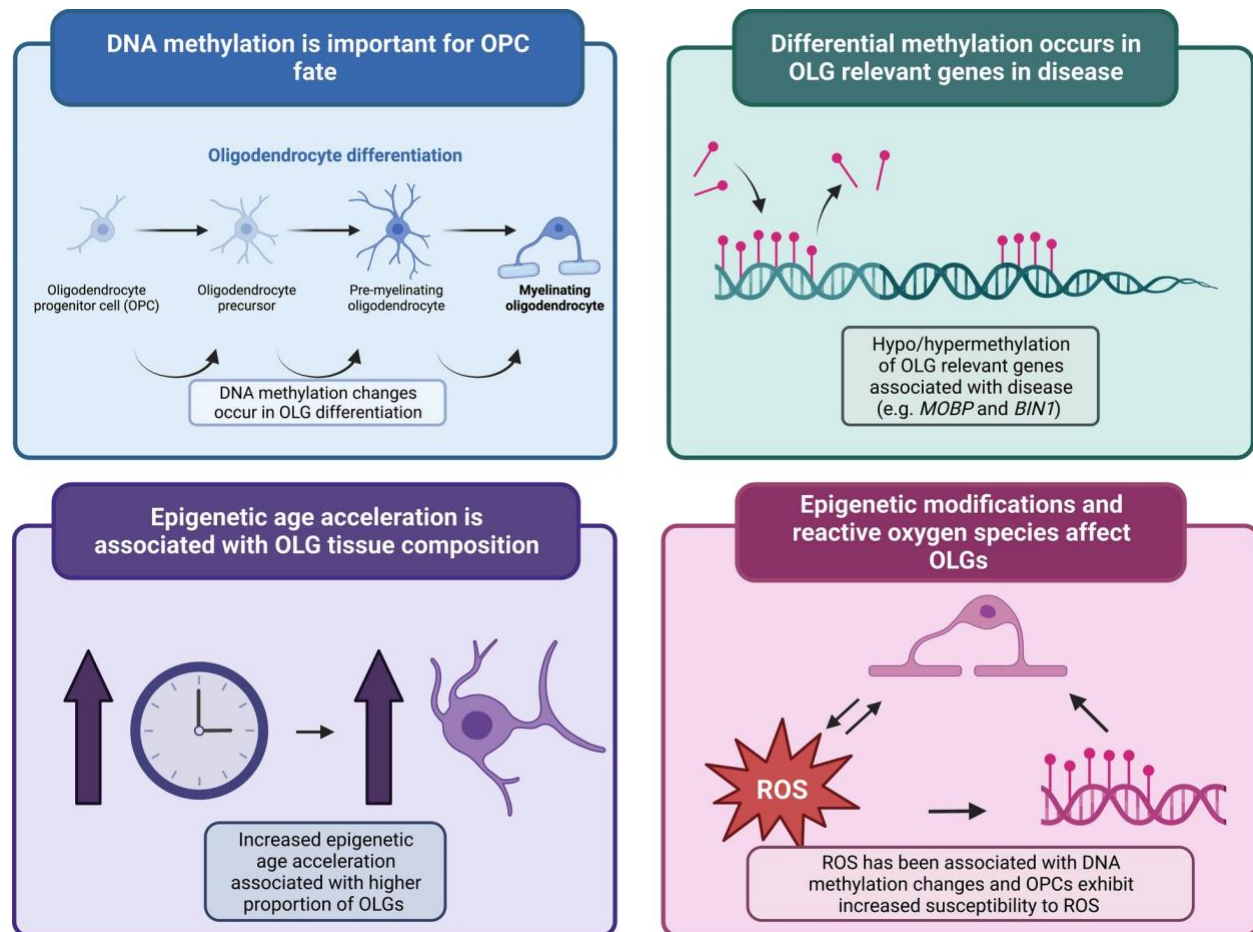 DNA methylation is important for OPC
fate
Oligodendrocyte differentiation
Oligodendrocyte
progenitor cell (OPC)
Oligodendrocyte
precursor
Pre-myelinating
oligodendrocyte
Myelinating
oligodendrocyte
DNA methylation changes
occur in OLG differentiation
Differential methylation occurs in
OLG relevant genes in disease
Hypo/hypermethylation
of OLG relevant genes
associated with disease
(e.g. MOBP and BIN1)
Epigenetic age acceleration is
associated with OLG tissue composition
Increased epigenetic
age acceleration
associated with higher
proportion of OLGs
Epigenetic modifications and
reactive oxygen species affect
OLGs
ROS
ROS has been associated with DNA
methylation changes and OPCs exhibit
increased susceptibility to ROS